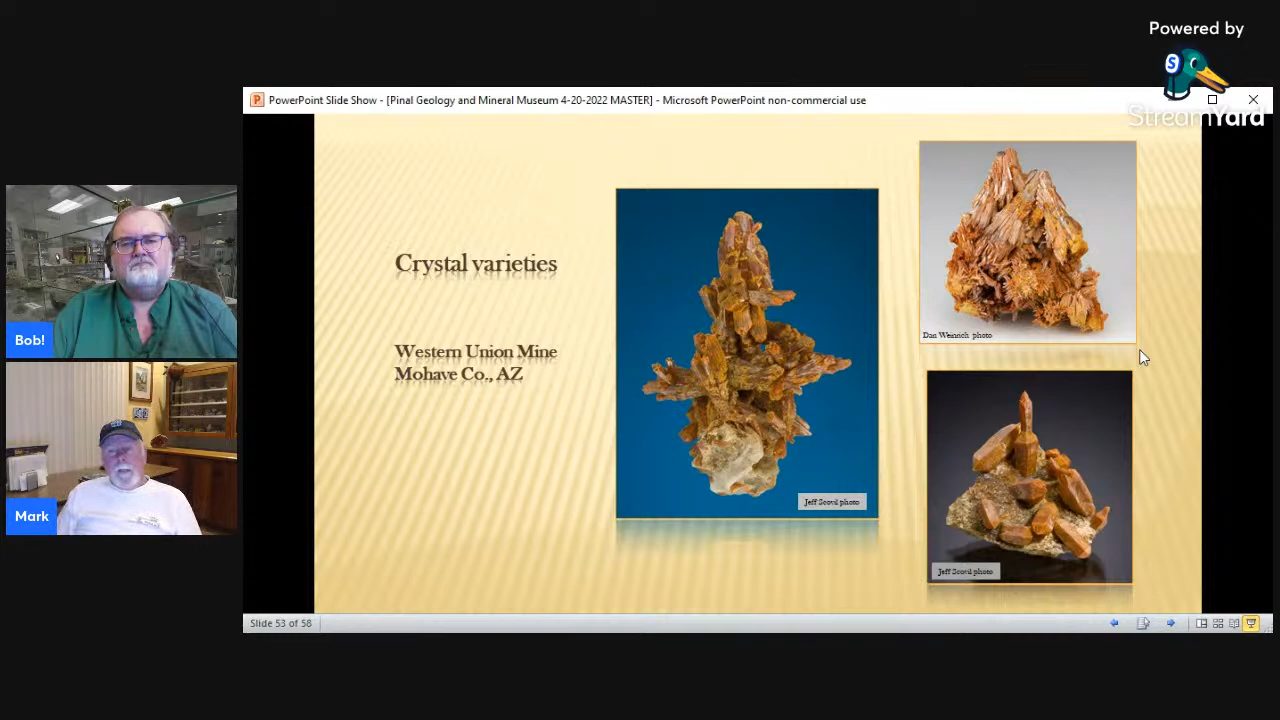 Powered by
StreamYard
PowerPoint Slide Show - [Pinal Geology and Mineral Museum 4-20-2022 MASTER] - Microsoft PowerPoint non-commercial use
Crystal varieties
Western Union Mine
Mohave Co., AZ
Dan Weinrich photo
Jeff Scovil photo
Jeff Scovil photo
Bob!
Mark
Slide 53 of 58